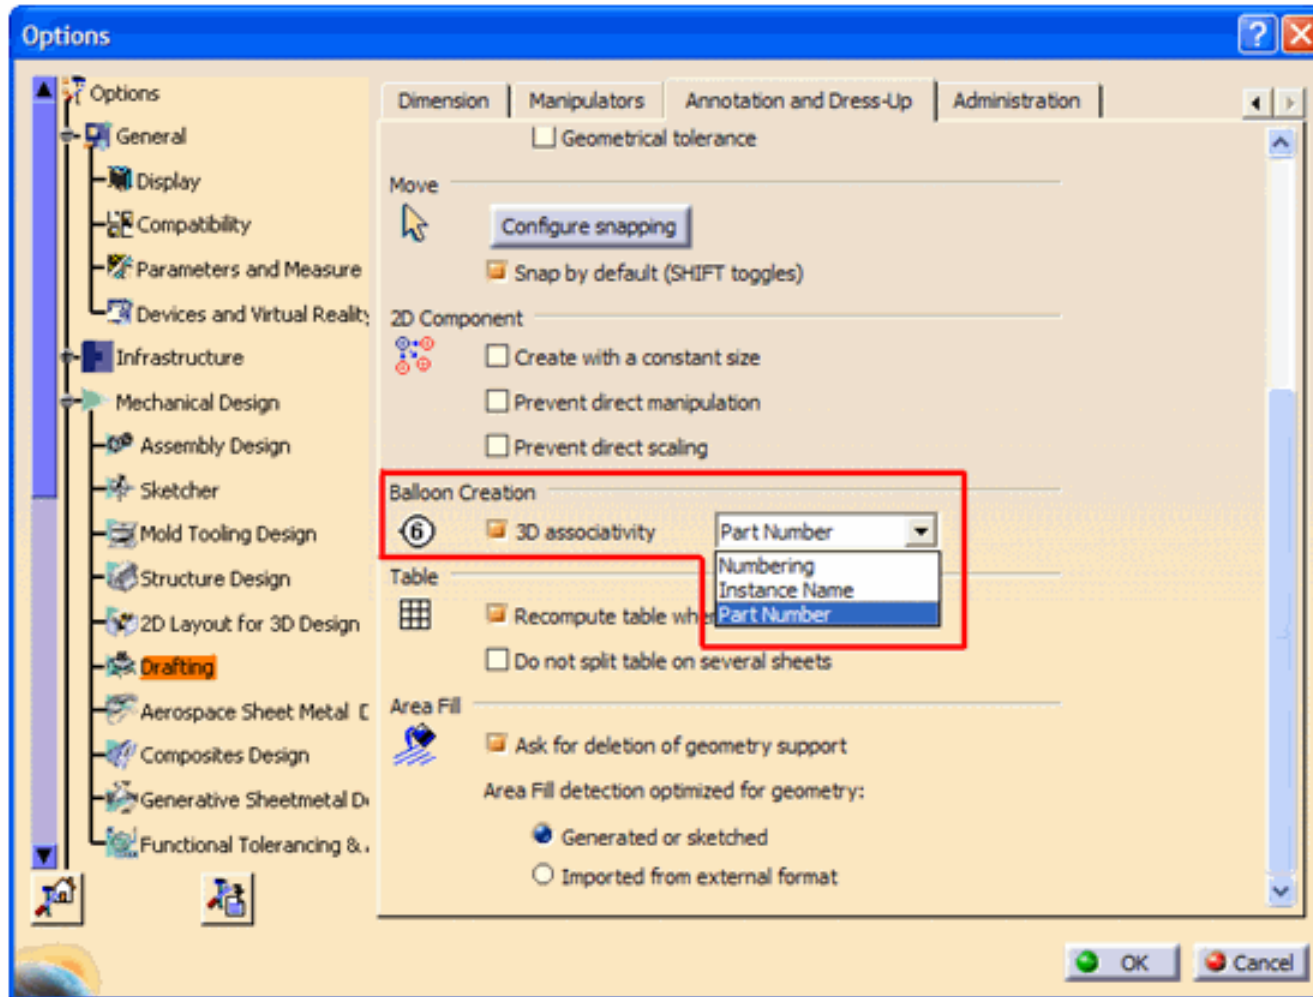 Options
Options
General
Display
Compatibility
Parameters and Measure
Devices and Virtual Reality
Infrastructure
Mechanical Design
Assembly Design
Sketcher
Mold Tooling Design
Structure Design
2D Layout for 3D Design
Drafting
Aerospace Sheet Metal
Composites Design
Generative Sheetmetal
Functional Tolerancing &
Dimension Manipulators Annotation and Dress-Up Administration
Geometrical tolerance
Move
Configure snapping
Snap by default (SHIFT toggles)
2D Component
Create with a constant size
Prevent direct manipulation
Prevent direct scaling
Balloon Creation
6 3D associativity Part Number
Numbering
Instance Name
Part Number
Table
Recompute table
Do not split table on several sheets
Area Fill
Ask for deletion of geometry support
Area Fill detection optimized for geometry:
Generated or sketched
Imported from external format
OK Cancel